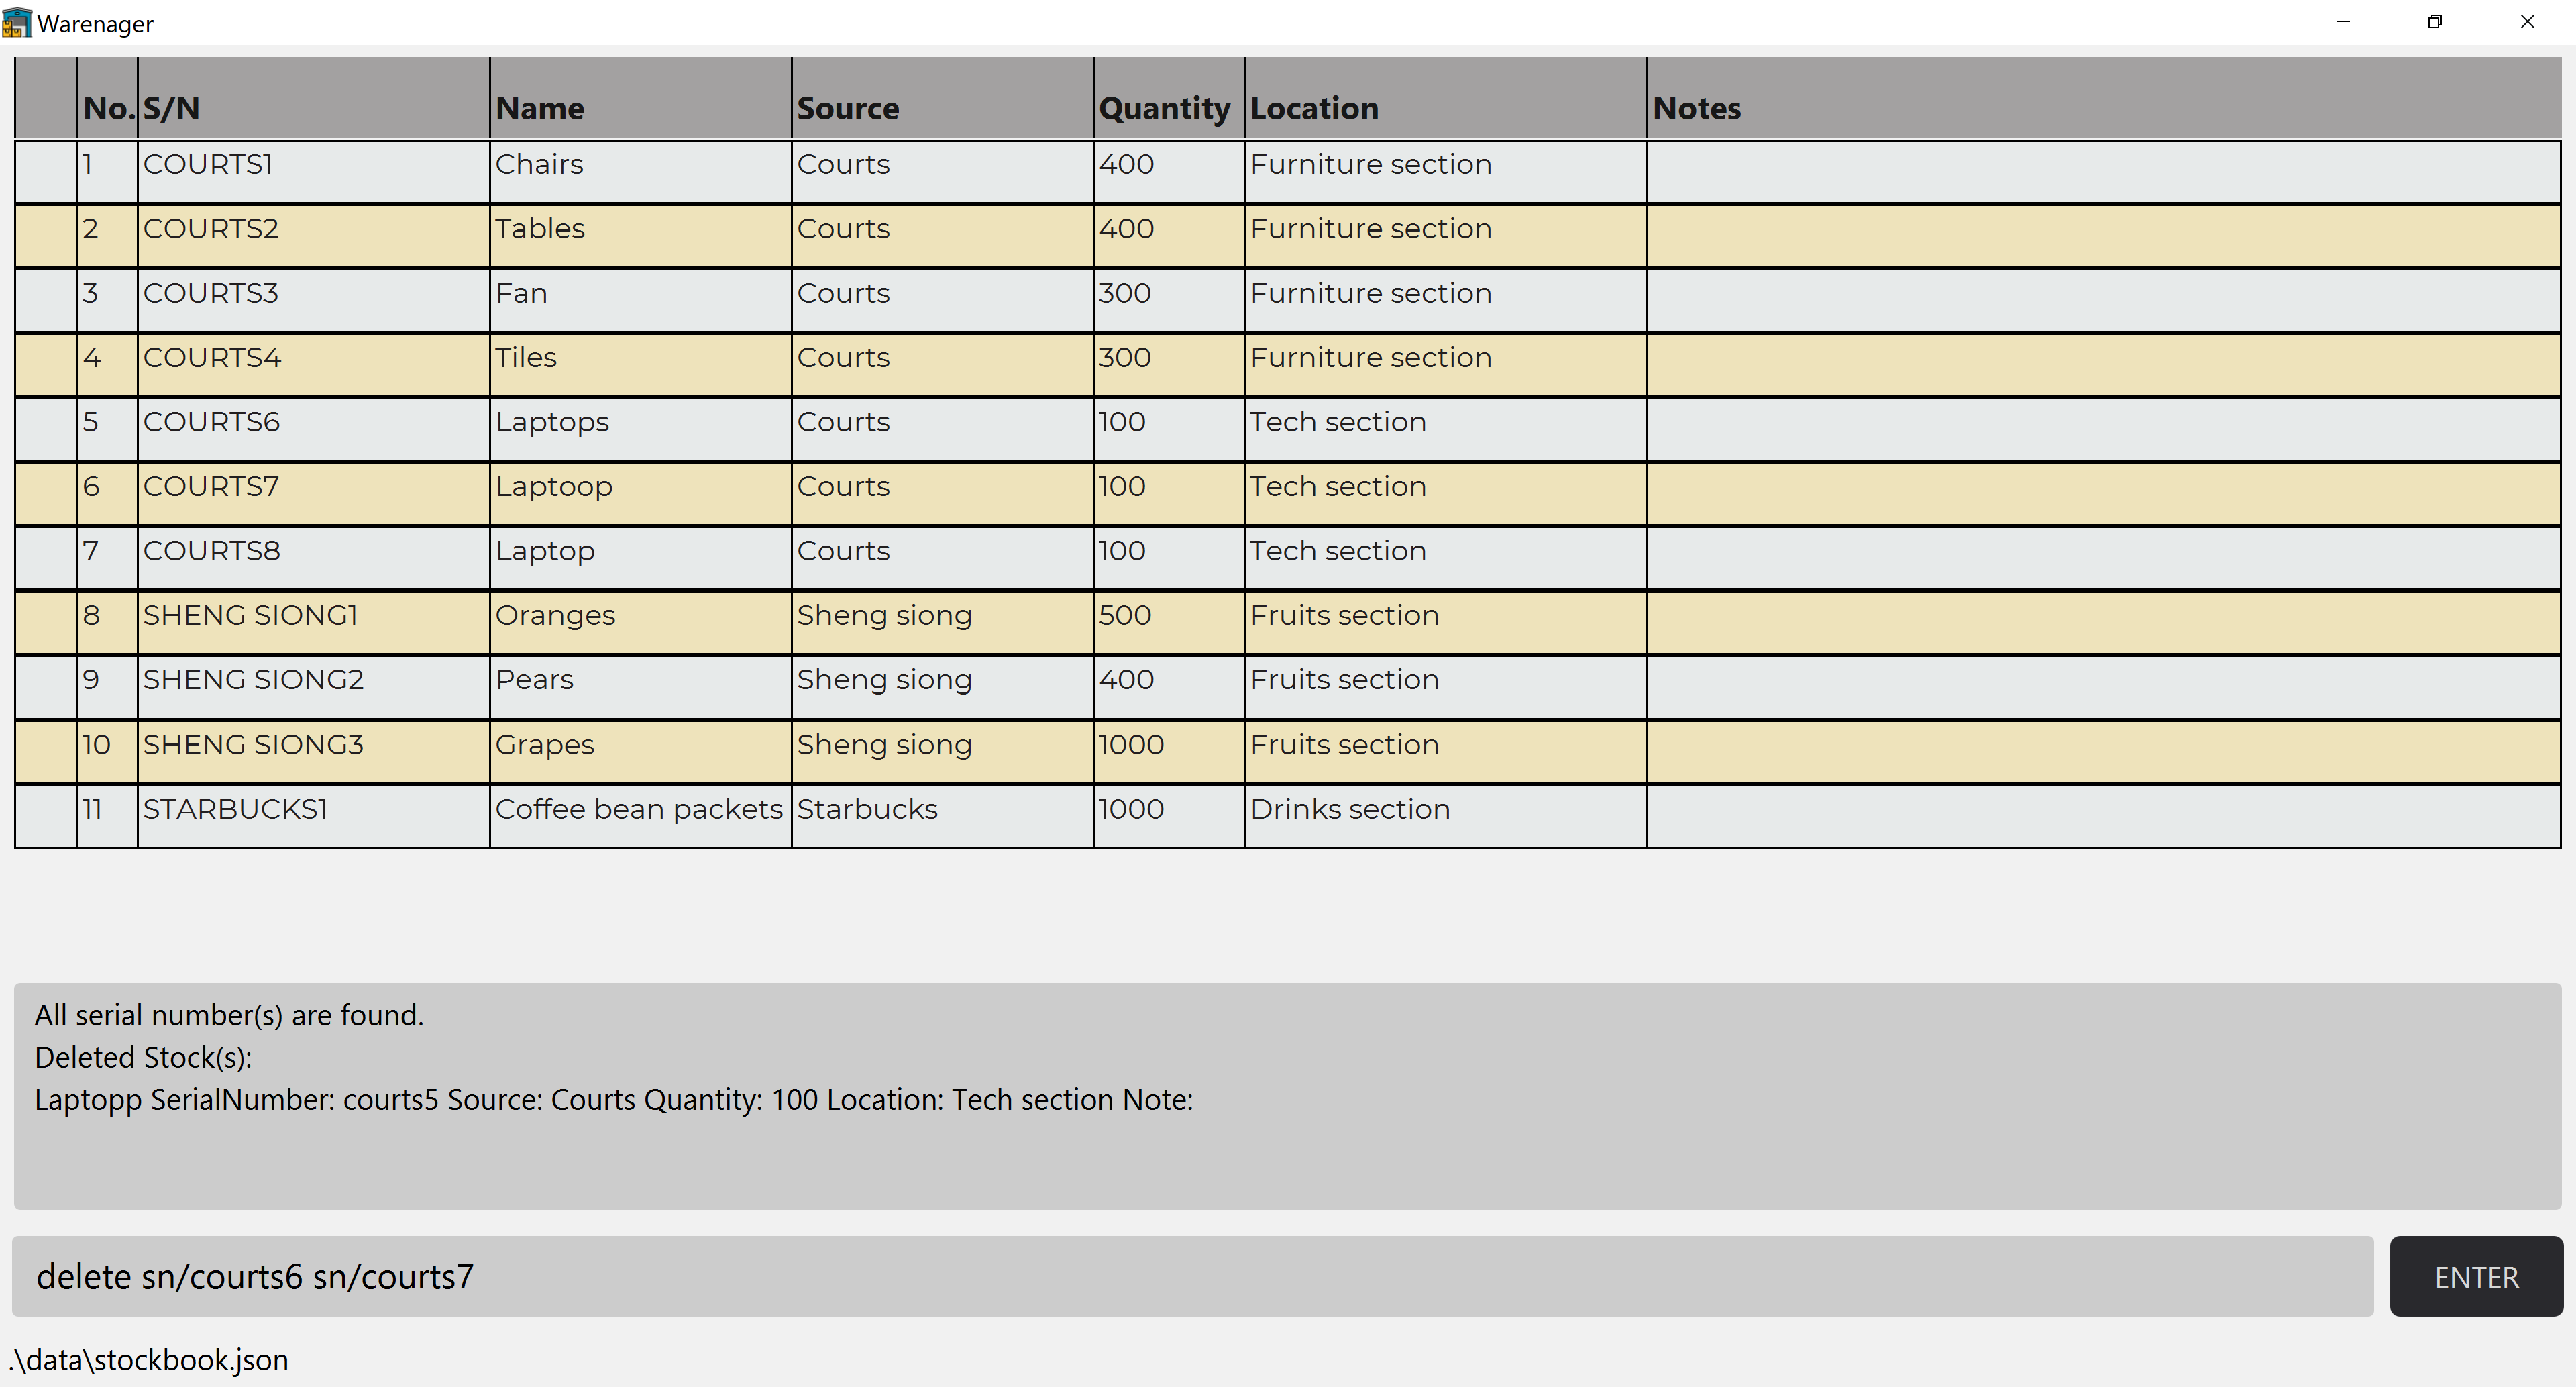 Warenager
No. S/N Name Source Quantity Location Notes
1 COURTS1 Chairs Courts 400 Furniture section
2 COURTS2 Tables Courts 400 Furniture section
3 COURTS3 Fan Courts 300 Furniture section
4 COURTS4 Tiles Courts 300 Furniture section
5 COURTS6 Laptops Courts 100 Tech section
6 COURTS7 Laptoop Courts 100 Tech section
7 COURTS8 Laptop Courts 100 Tech section
8 SHENG SIONG1 Oranges Sheng siong 500 Fruits section
9 SHENG SIONG2 Pears Sheng siong 400 Fruits section
10 SHENG SIONG3 Grapes Sheng siong 1000 Fruits section
11 STARBUCKS1 Coffee bean packets Starbucks 1000 Drinks section
All serial number(s) are found.
Deleted Stock(s):
Laptopp SerialNumber: courts5 Source: Courts Quantity: 100 Location: Tech section Note:
delete sn/courts6 sn/courts7 ENTER
.\data\stockbook.json